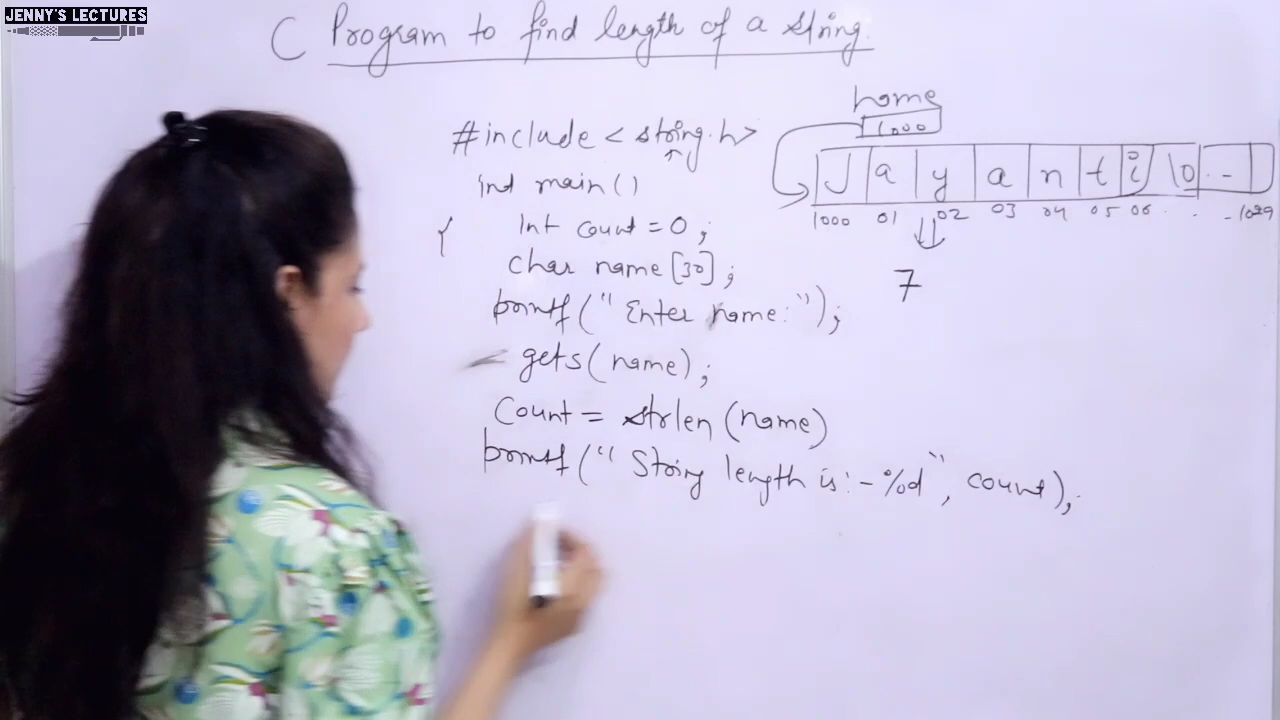 JENNY'S LECTURES
C Program to find length of a string.
name
1000
J a y a n t i \0 . -
1000 01 02 03 04 05 06 . . - 1029
7
#include < string.h>
int main()
{ int count = 0 ;
char name [30] ;
printf ("Enter name:") ;
gets (name) ;
Count = strlen (name)
printf (" String length is:- %d ", count) ;